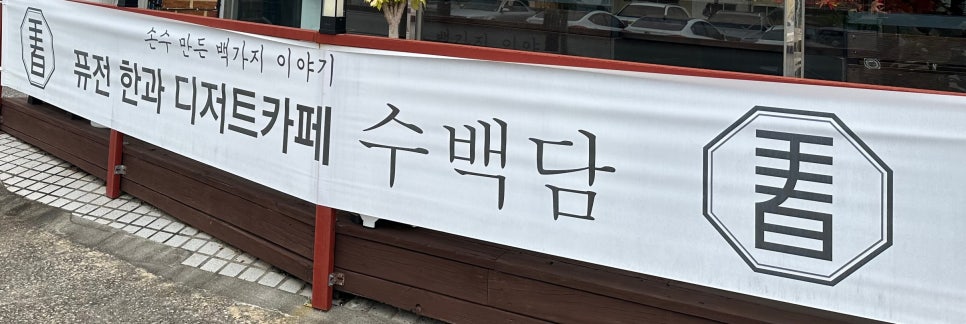 손수 만든 백가지 이야기
퓨전 한과 디저트카페 수백담